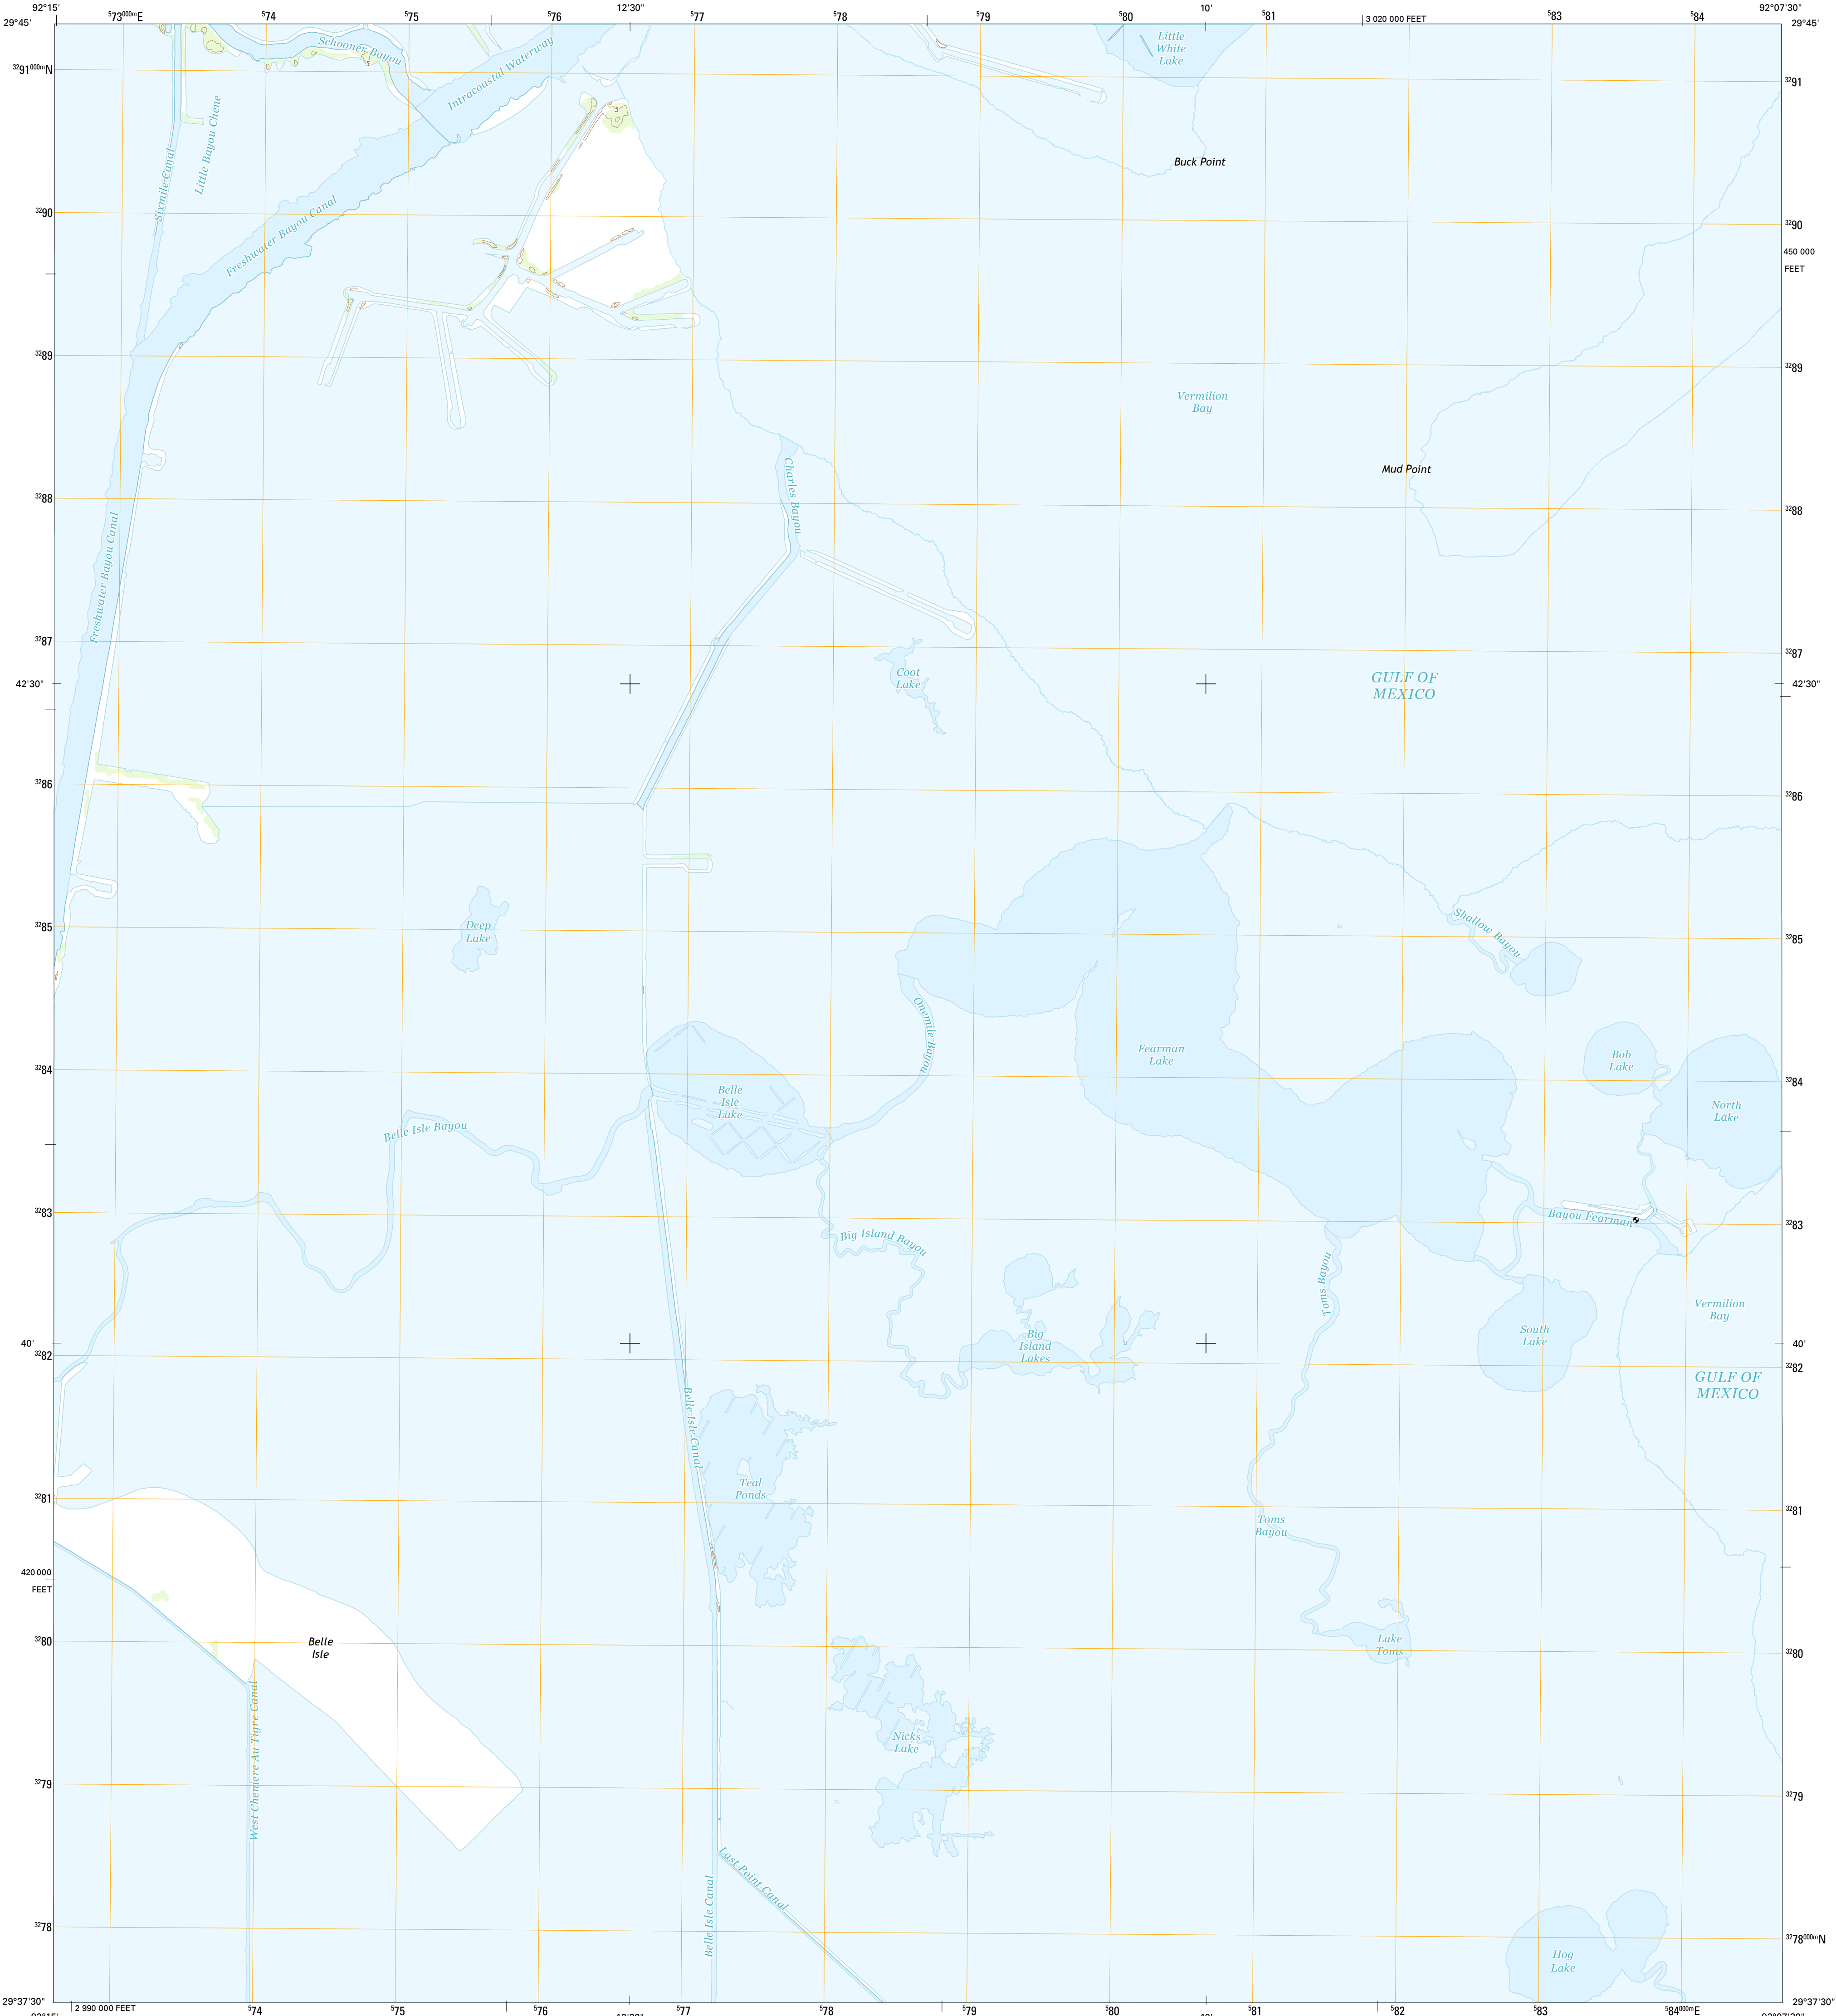 92°15'
⁵73⁰⁰⁰ᵐE
⁵74
⁵75
⁵76
12'30"
⁵77
⁵78
⁵79
⁵80
10'
⁵81
3 020 000 FEET
⁵83
⁵84
92°07'30"
29°45'
29°45'
Schooner Bayou
Intracoastal Waterway
Little
White
Lake
³²91⁰⁰⁰ᵐN
³²91
5
5
Little Bayou Chene
Sixmile Canal
Buck Point
³²90
³²90
Freshwater Bayou Canal
450 000
FEET
³²89
³²89
Vermilion
Bay
Charles Bayou
Mud Point
³²88
³²88
Freshwater Bayou Canal
³²87
³²87
Coot
Lake
GULF OF
MEXICO
42'30"
42'30"
³²86
³²86
Deep
Lake
Shallow Bayou
³²85
³²85
Onemile Bayou
Fearman
Lake
Bob
Lake
³²84
³²84
Belle
Isle
Lake
North
Lake
Belle Isle Bayou
³²83
³²83
Bayou Fearman
Big Island Bayou
Toms Bayou
Vermilion
Bay
Big
Island
Lakes
South
Lake
40'
40'
³²82
³²82
GULF OF
MEXICO
Belle Isle Canal
Teal
Ponds
³²81
³²81
Toms
Bayou
420 000
FEET
Belle
Isle
Lake
Toms
³²80
³²80
West Cheniere Au Tigre Canal
Nicks
Lake
³²79
³²79
Last Point Canal
Belle Isle Canal
³²78
³²78⁰⁰⁰ᵐN
Hog
Lake
29°37'30"
29°37'30"
2 990 000 FEET
⁵74
⁵75
⁵76
⁵77
⁵78
⁵79
⁵80
⁵81
⁵82
⁵83
⁵84⁰⁰⁰ᵐE